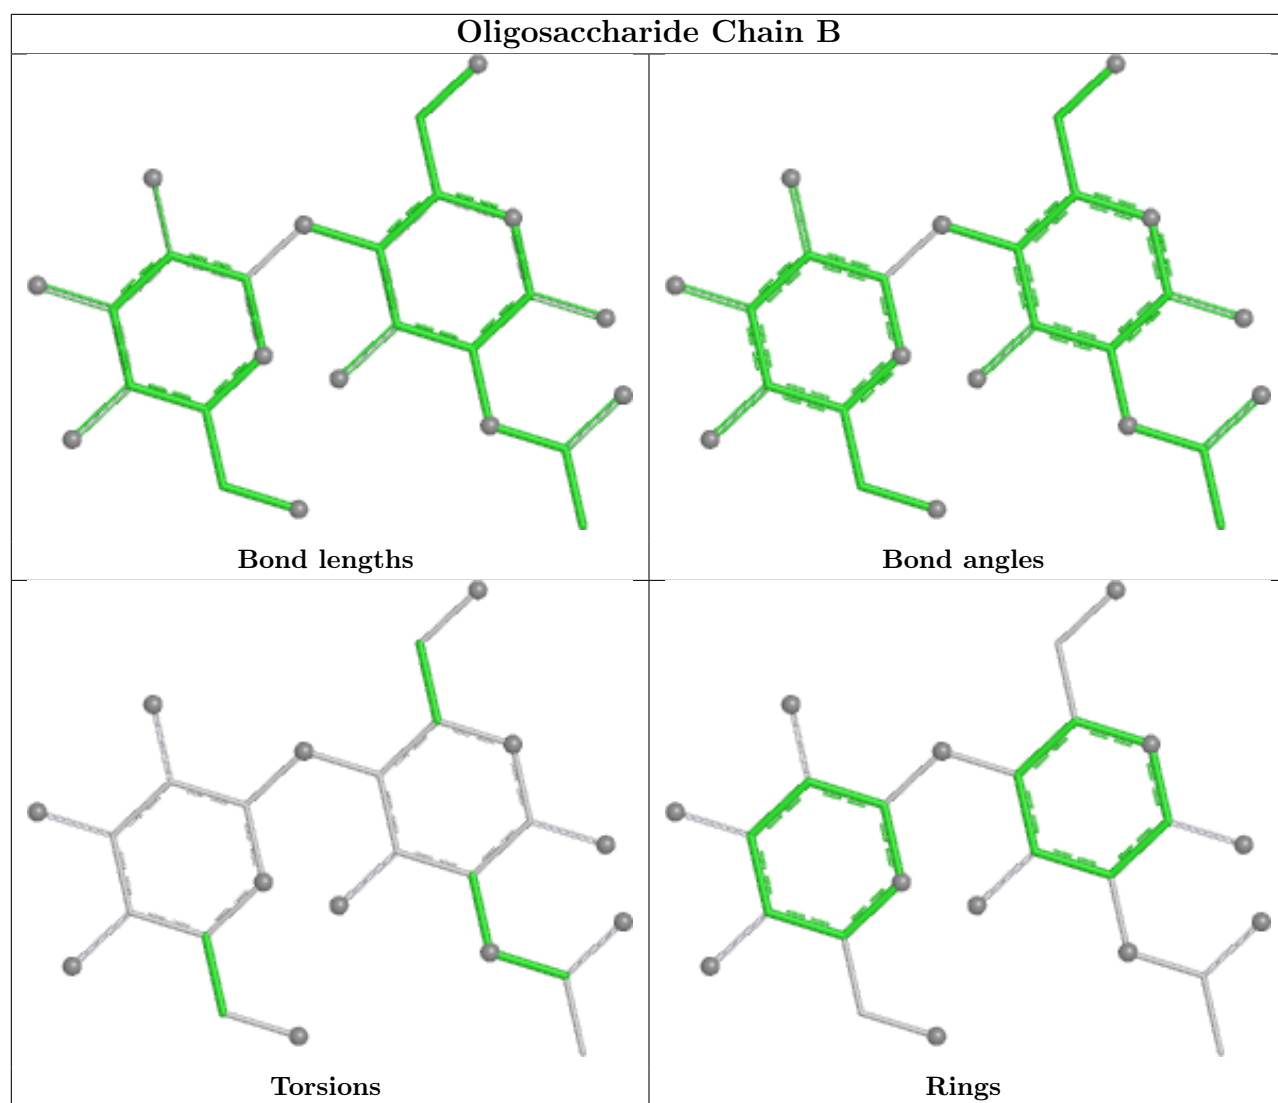 Oligosaccharide Chain B
Bond lengths
Bond angles
Torsions
Rings